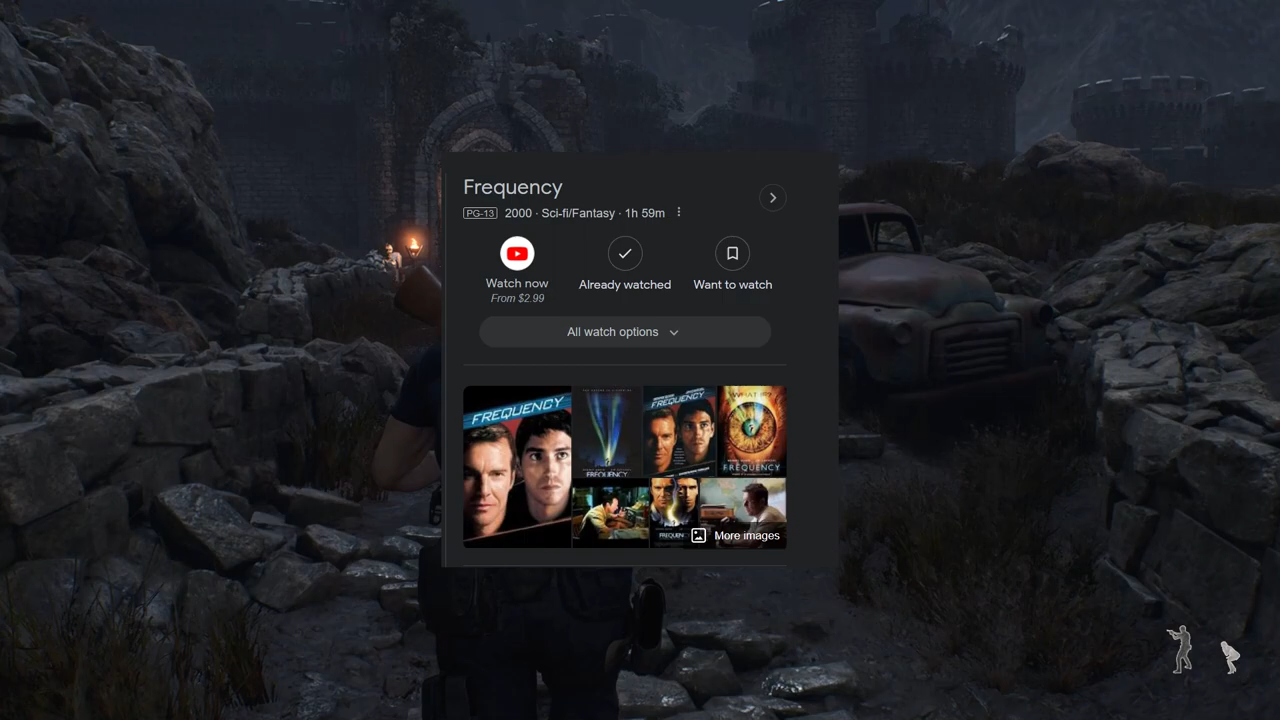 Frequency
PG-13 2000 · Sci-fi/Fantasy · 1h 59m
Watch now
From $2.99
Already watched
Want to watch
All watch options
FREQUENCY
FREQUENCY
FREQUENCY
WHAT IF?
FREQUENCY
FREQUENCY
More images